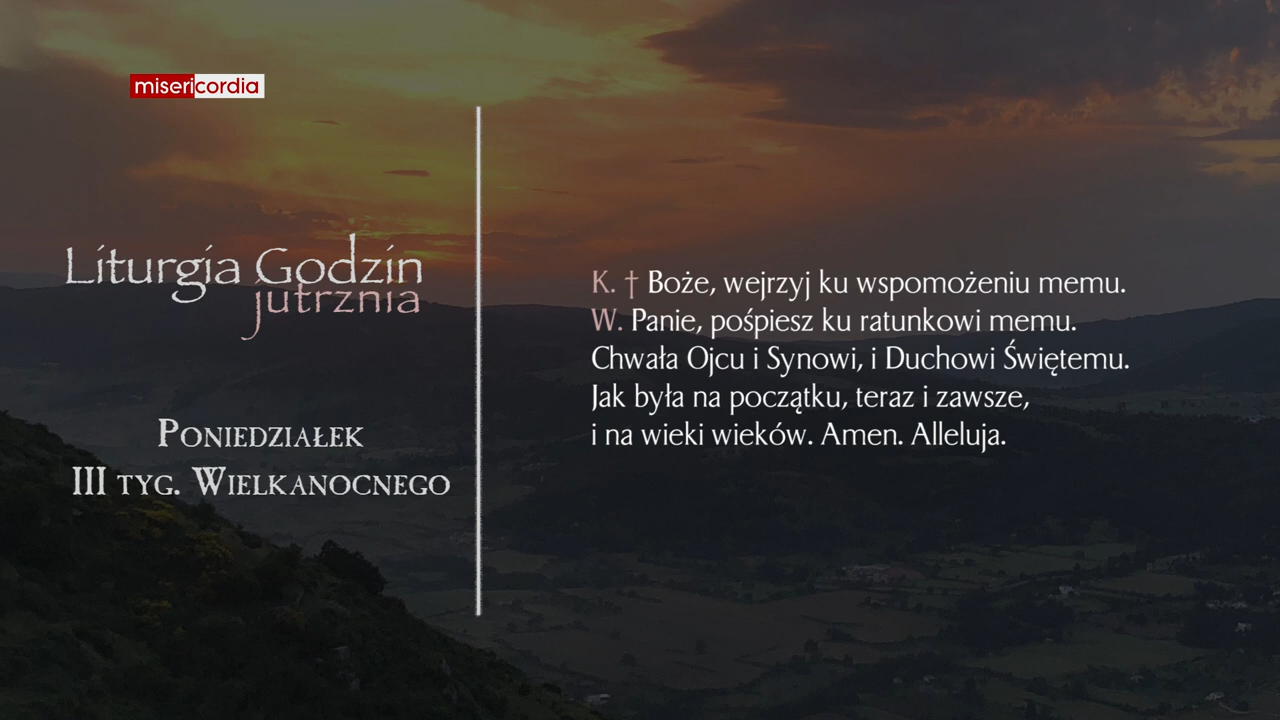 misericordia
Liturgia Godzin
jutrznia
Poniedziałek
III tyg. Wielkanocnego
K. † Boże, wejrzyj ku wspomożeniu memu.
W. Panie, pośpiesz ku ratunkowi memu.
Chwała Ojcu i Synowi, i Duchowi Świętemu.
Jak była na początku, teraz i zawsze,
i na wieki wieków. Amen. Alleluja.